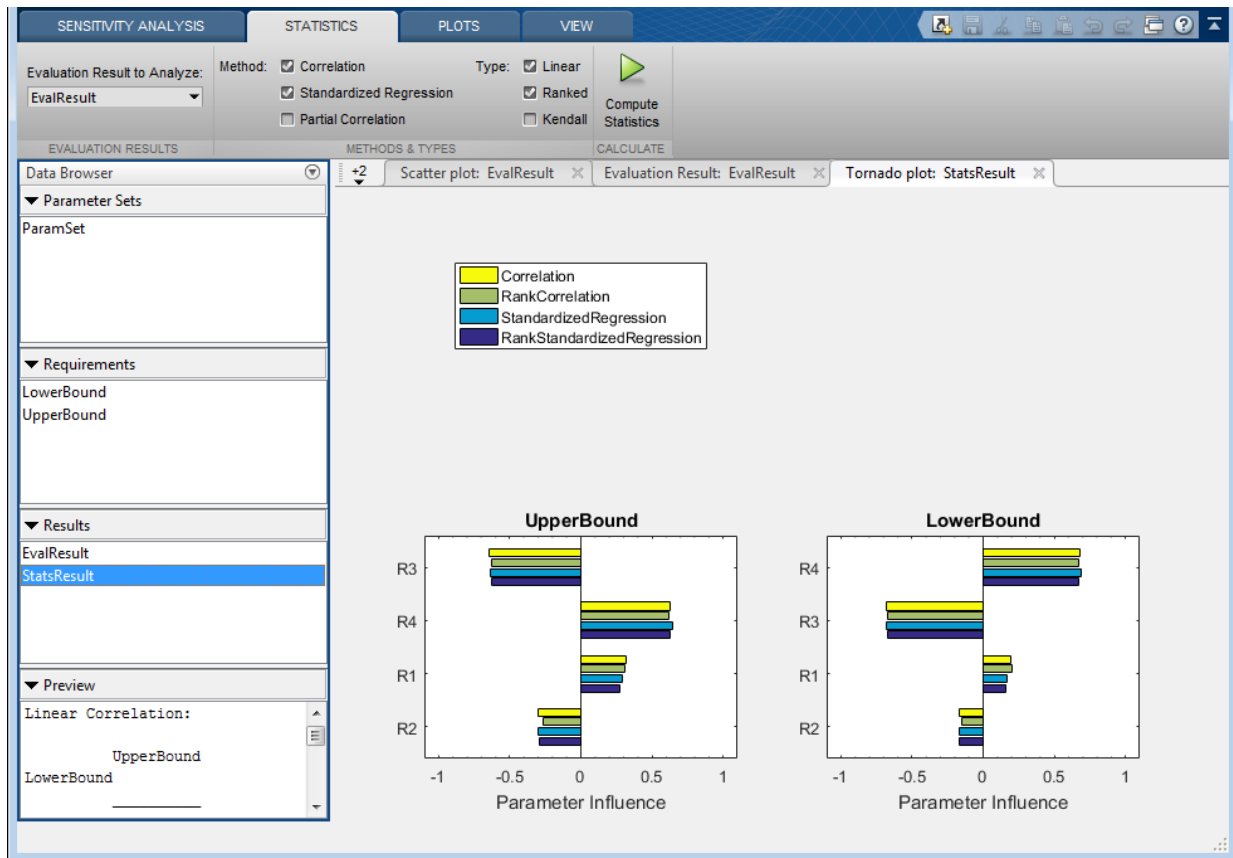 SENSITIVITY ANALYSIS STATISTICS PLOTS VIEW
Evaluation Result to Analyze:
EvalResult
EVALUATION RESULTS
Method: Correlation
Standardized Regression
Partial Correlation
Type: Linear
Ranked
Kendall
METHODS & TYPES
Compute
Statistics
CALCULATE
Data Browser
Parameter Sets
ParamSet
Requirements
LowerBound
UpperBound
Results
EvalResult
StatsResult
Preview
Linear Correlation:
UpperBound
LowerBound
+2 Scatter plot: EvalResult Evaluation Result: EvalResult Tornado plot: StatsResult
Correlation
RankCorrelation
StandardizedRegression
RankStandardizedRegression
UpperBound
R3
R4
R1
R2
-1 -0.5 0 0.5 1
Parameter Influence
LowerBound
R4
R3
R1
R2
-1 -0.5 0 0.5 1
Parameter Influence